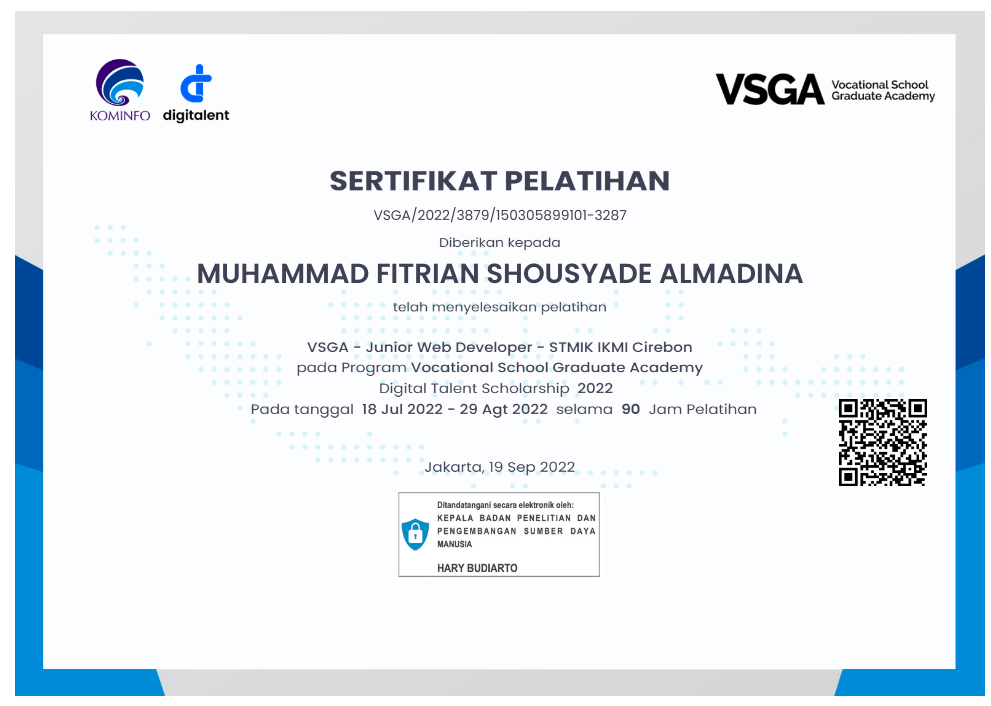 KOMINFO
digitalent
VSGA Vocational School
Graduate Academy
SERTIFIKAT PELATIHAN
VSGA/2022/3879/150305899101-3287
Diberikan kepada
MUHAMMAD FITRIAN SHOUSYADE ALMADINA
telah menyelesaikan pelatihan
VSGA - Junior Web Developer - STMIK IKMI Cirebon
pada Program Vocational School Graduate Academy
Digital Talent Scholarship 2022
Pada tanggal 18 Jul 2022 - 29 Agt 2022 selama 90 Jam Pelatihan
Jakarta, 19 Sep 2022
Ditandatangani secara elektronik oleh:
KEPALA BADAN PENELITIAN DAN
PENGEMBANGAN SUMBER DAYA
MANUSIA
HARY BUDIARTO